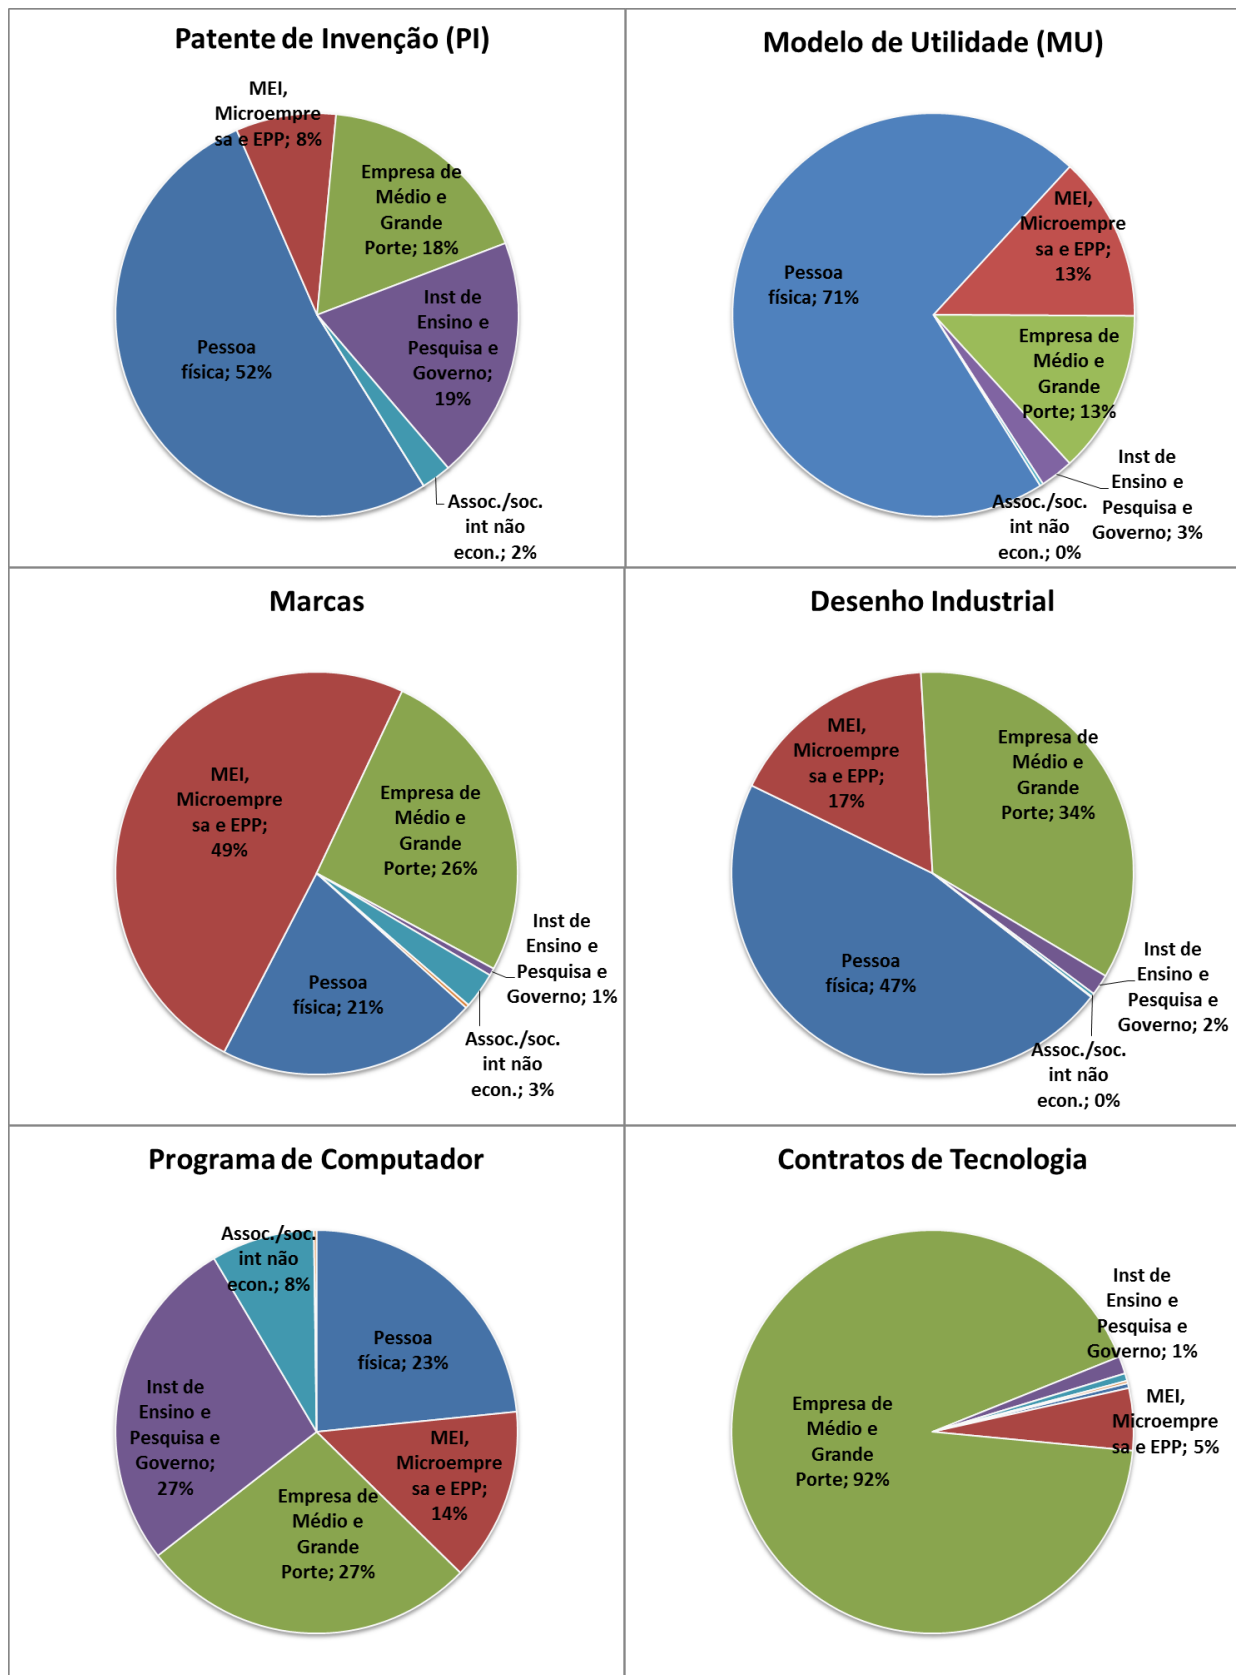 Patente de Invenção (PI)
MEI,
Microempre
sa e EPP; 8%
Empresa de
Médio e
Grande
Porte; 18%
Inst de
Ensino e
Pesquisa e
Governo;
19%
Pessoa
física; 52%
Assoc./soc.
int não
econ.; 2%
Modelo de Utilidade (MU)
MEI,
Microempre
sa e EPP;
13%
Pessoa
física; 71%
Empresa de
Médio e
Grande
Porte; 13%
Inst de
Ensino e
Pesquisa e
Governo; 3%
Assoc./soc.
int não
econ.; 0%
Marcas
MEI,
Microempre
sa e EPP;
49%
Empresa de
Médio e
Grande
Porte; 26%
Inst de
Ensino e
Pesquisa e
Governo; 1%
Pessoa
física; 21%
Assoc./soc.
int não
econ.; 3%
Desenho Industrial
MEI,
Microempre
sa e EPP;
17%
Empresa de
Médio e
Grande
Porte; 34%
Inst de
Ensino e
Pesquisa e
Governo; 2%
Pessoa
física; 47%
Assoc./soc.
int não
econ.; 0%
Programa de Computador
Assoc./soc.
int não
econ.; 8%
Pessoa
física; 23%
Inst de
Ensino e
Pesquisa e
Governo;
27%
MEI,
Microempre
sa e EPP;
14%
Empresa de
Médio e
Grande
Porte; 27%
Contratos de Tecnologia
Inst de
Ensino e
Pesquisa e
Governo; 1%
MEI,
Microempre
sa e EPP; 5%
Empresa de
Médio e
Grande
Porte; 92%